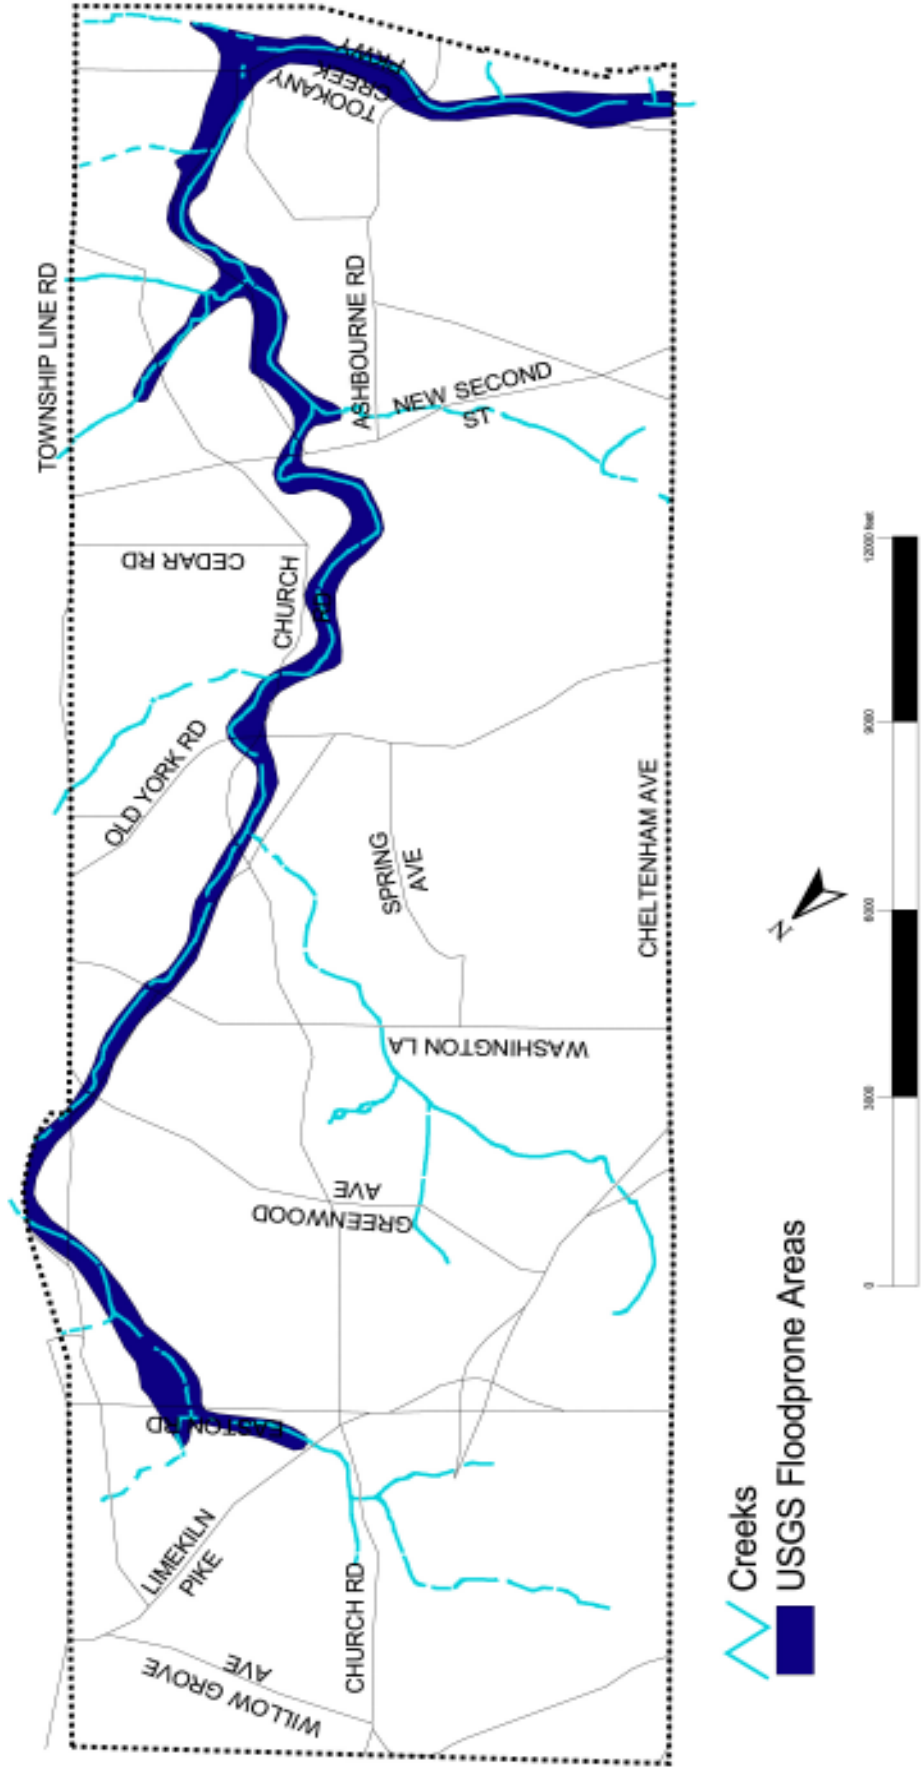 TOOKANY
CREEK
PKWY
TOWNSHIP LINE RD
ASHBOURNE RD
NEW SECOND
ST
CEDAR RD
CHURCH
RD
OLD YORK RD
SPRING
AVE
CHELTENHAM AVE
WASHINGTON LA
GREENWOOD
AVE
EASTON RD
LIMEKILN
PIKE
CHURCH RD
WILLOW GROVE
AVE
N
0
3000
6000
9000
12000 feet
Creeks
USGS Floodprone Areas